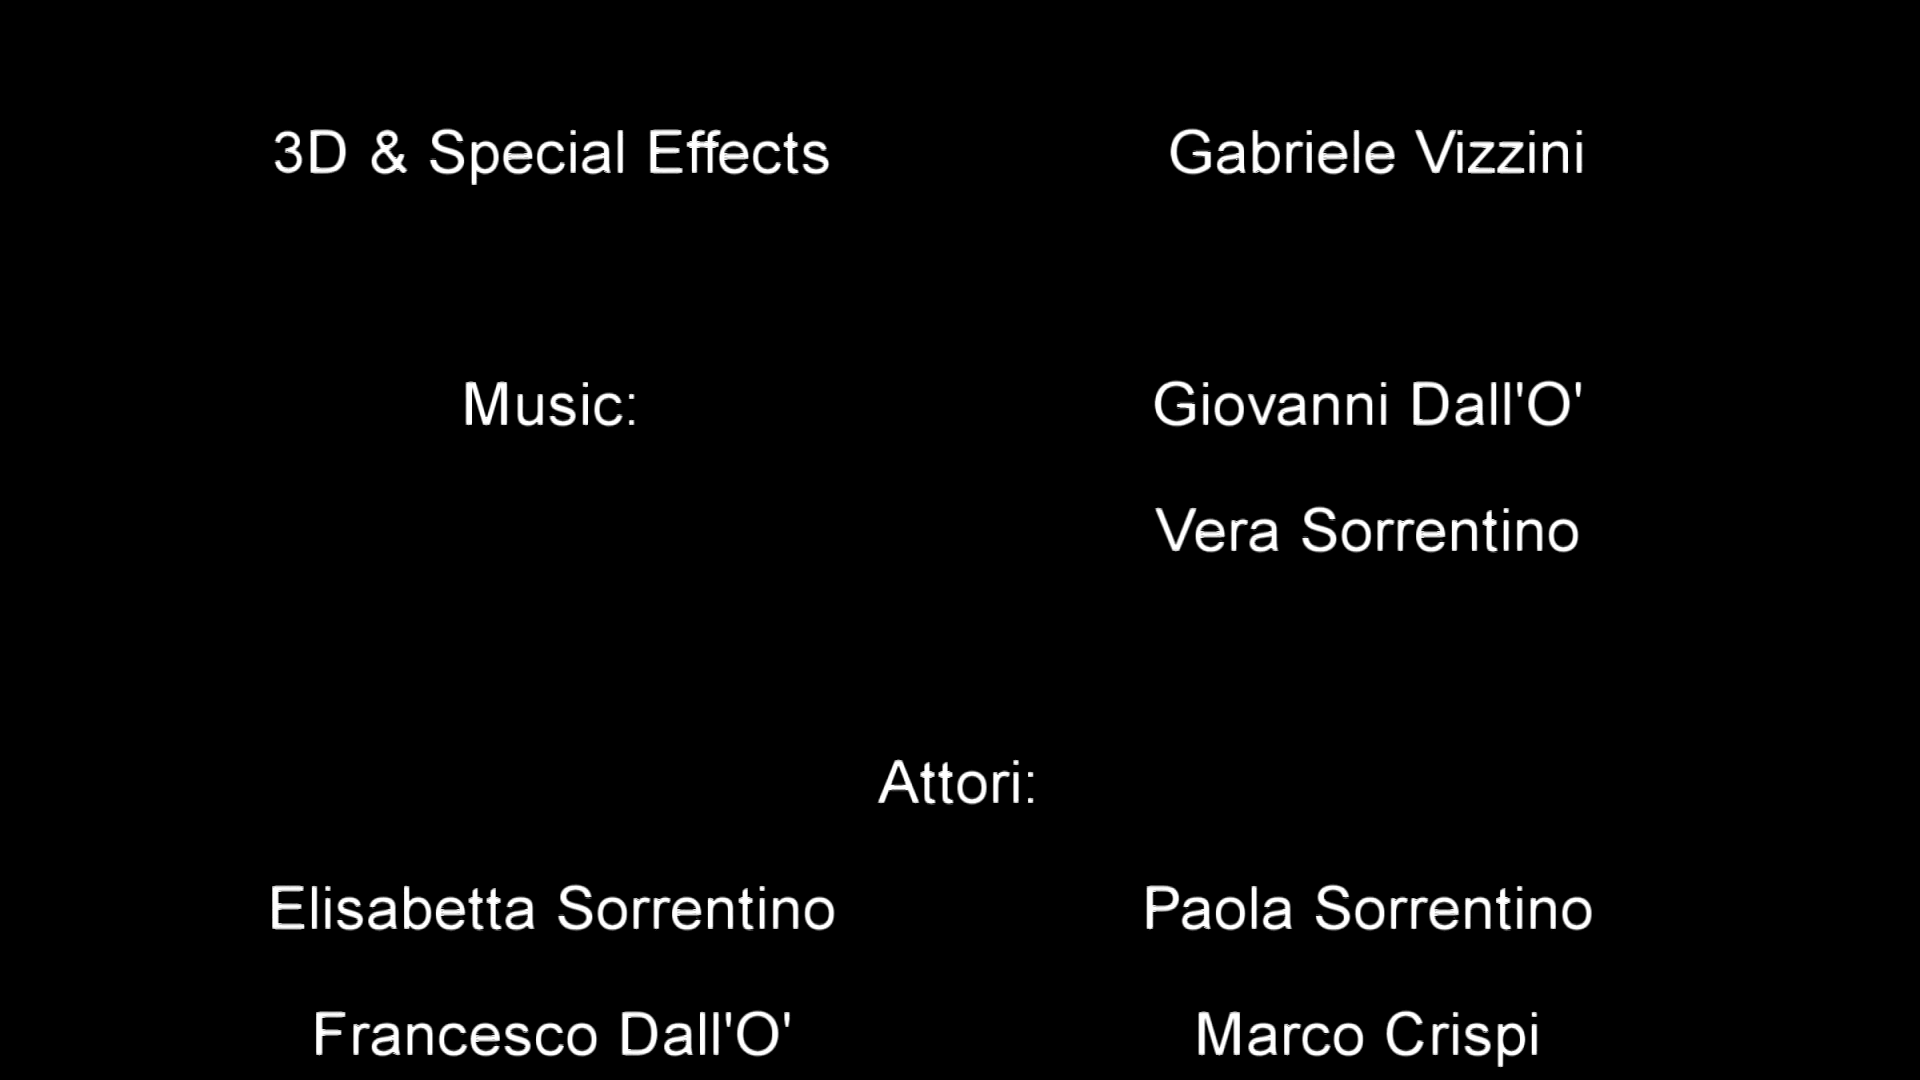 3D & Special Effects Gabriele Vizzini
Music: Giovanni Dall'O'
Vera Sorrentino
Attori:
Elisabetta Sorrentino Paola Sorrentino
Francesco Dall'O' Marco Crispi